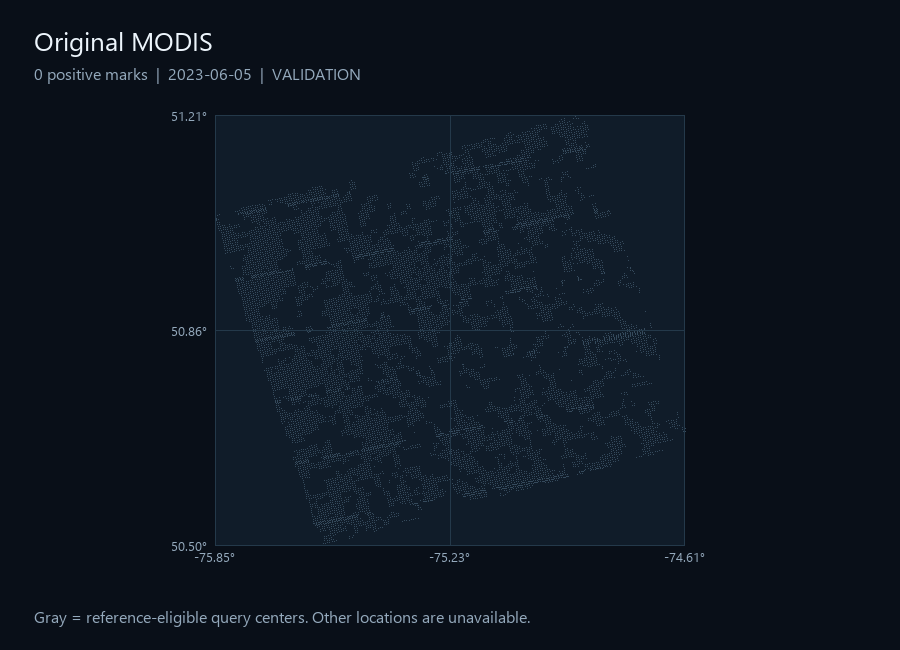 Original MODIS
0 positive marks | 2023-06-05 | VALIDATION
51.21°
50.86°
50.50°
-75.85°
-75.23°
-74.61°
Gray = reference-eligible query centers. Other locations are unavailable.